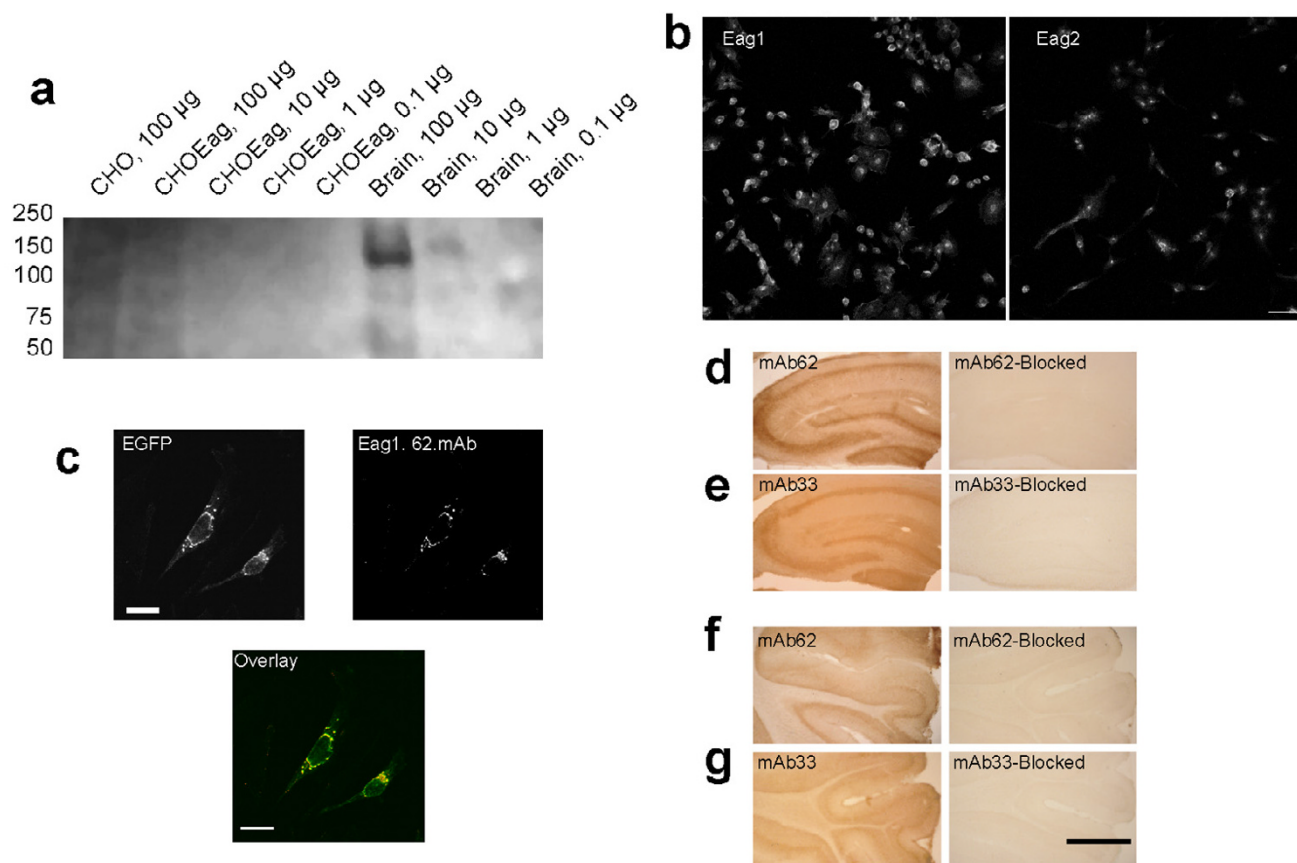 a
CHO, 100 µg
CHOEag, 100 µg
CHOEag, 10 µg
CHOEag, 1 µg
CHOEag, 0.1 µg
Brain, 100 µg
Brain, 10 µg
Brain, 1 µg
Brain, 0.1 µg
250
150
100
75
50
b
Eag1
Eag2
c
EGFP
Eag1. 62.mAb
Overlay
d
mAb62
mAb62-Blocked
e
mAb33
mAb33-Blocked
f
mAb62
mAb62-Blocked
g
mAb33
mAb33-Blocked